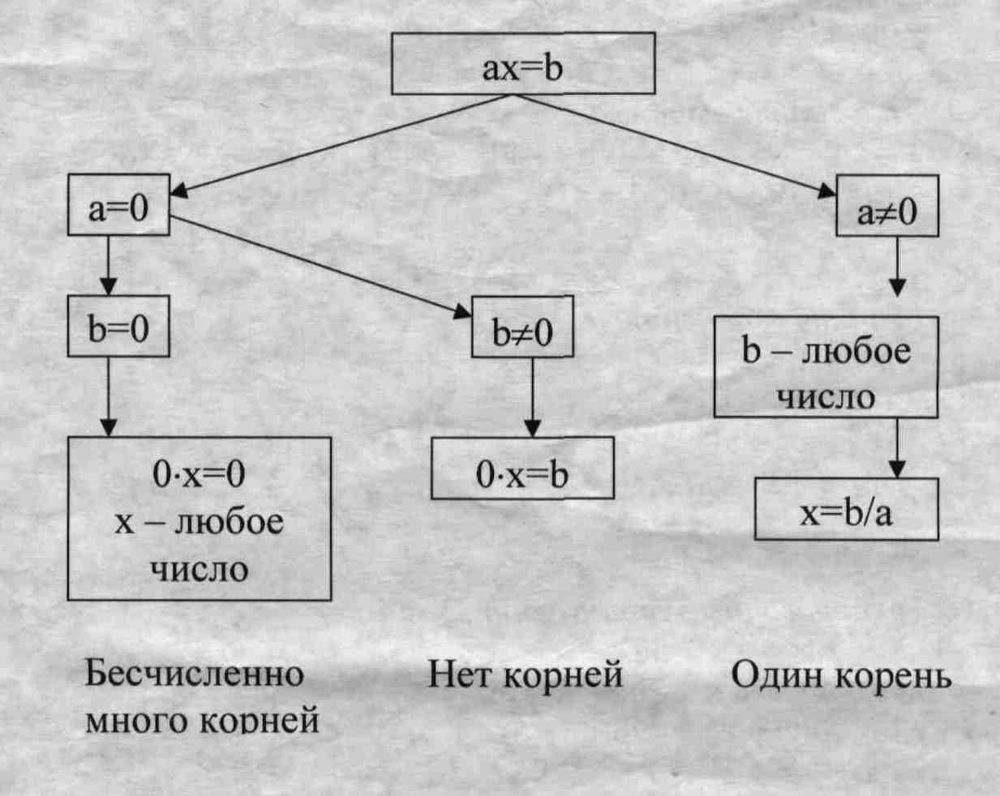 ax=b
a=0
a≠0
b=0
b≠0
b – любое
число
0·x=0
x – любое
число
0·x=b
x=b/a
Бесчисленно
много корней
Нет корней
Один корень